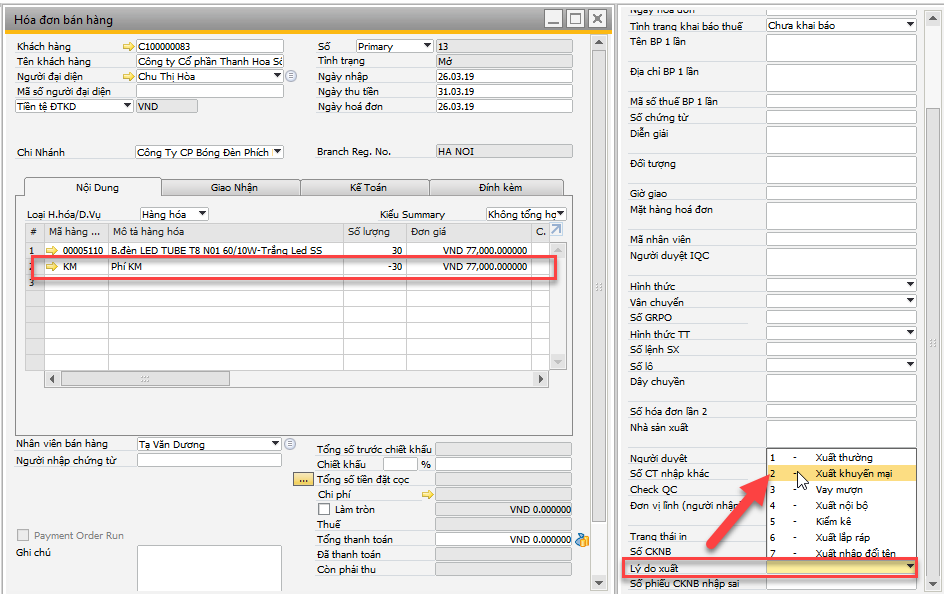 Hóa đơn bán hàng
Khách hàng C100000083
Tên khách hàng Công ty Cổ phần Thanh Hoa
Người đại diện Chu Thị Hòa
Mã số người đại diện
Tiền tệ ĐTKD VND
Chi Nhánh Công Ty CP Bóng Đèn Phích
Số Primary 13
Tình trạng Mở
Ngày nhập 26.03.19
Ngày thu tiền 31.03.19
Ngày hoá đơn 26.03.19
Branch Reg. No. HA NOI
Nội Dung Giao Nhận Kế Toán Đính kèm
Loại H.hóa/D.Vụ Hàng hóa Kiểu Summary Không tổng hợ
# Mã hàng ... Mô tả hàng hóa Số lượng Đơn giá C.
1 00005110 B.đèn LED TUBE T8 N01 60/10W-Trắng Led SS 30 VND 77,000.000000
2 KM Phí KM -30 VND 77,000.000000
3
Nhân viên bán hàng Tạ Văn Dương
Người nhập chứng từ
Payment Order Run
Ghi chú
Tổng số trước chiết khấu
Chiết khấu %
... Tổng số tiền đặt cọc
Chi phí
Làm tròn VND 0.000000
Thuế
Tổng thanh toán VND 0.000000
Đã thanh toán
Còn phải thu
Ngày hóa đơn
Tình trạng khai báo thuế Chưa khai báo
Tên BP 1 lần
Địa chỉ BP 1 lần
Mã số thuế BP 1 lần
Số chứng từ
Diễn giải
Đối tượng
Giờ giao
Mặt hàng hoá đơn
Mã nhân viên
Người duyệt IQC
Hình thức
Vân chuyển
Số GRPO
Hình thức TT
Số lệnh SX
Số lô
Dây chuyền
Số hóa đơn lần 2
Nhà sản xuất
Người duyệt
Số CT nhập khác
Check QC
Đơn vị lĩnh (người nhập
Trạng thái in
Số CKNB
Lý do xuất
Số phiếu CKNB nhập sai
1 - Xuất thường
2 - Xuất khuyến mại
3 - Vay mượn
4 - Xuất nội bộ
5 - Kiểm kê
6 - Xuất lắp ráp
7 - Xuất nhập đổi tên